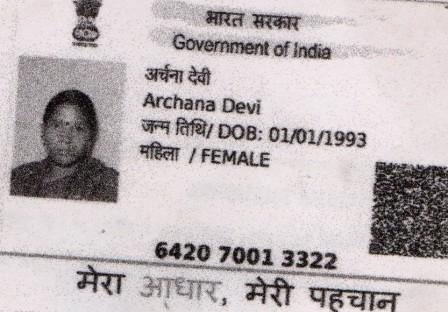 भारत सरकार
Government of India
अर्चना देवी
Archana Devi
जन्म तिथि/ DOB: 01/01/1993
महिला / FEMALE
6420 7001 3322
मेरा आधार, मेरी पहचान